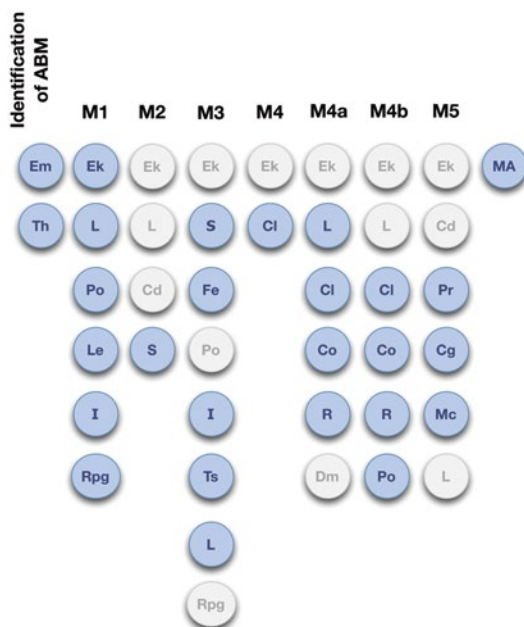 Identification
of ABM
M1 M2 M3 M4 M4a M4b M5
Em Ek Ek Ek Ek Ek Ek Ek MA
Th L L S Cl L L Cd
Po Cd Fe Cl Cl Pr
Le S Po Co Co Cg
I I R R Mc
Rpg Ts Dm Po L
L
Rpg